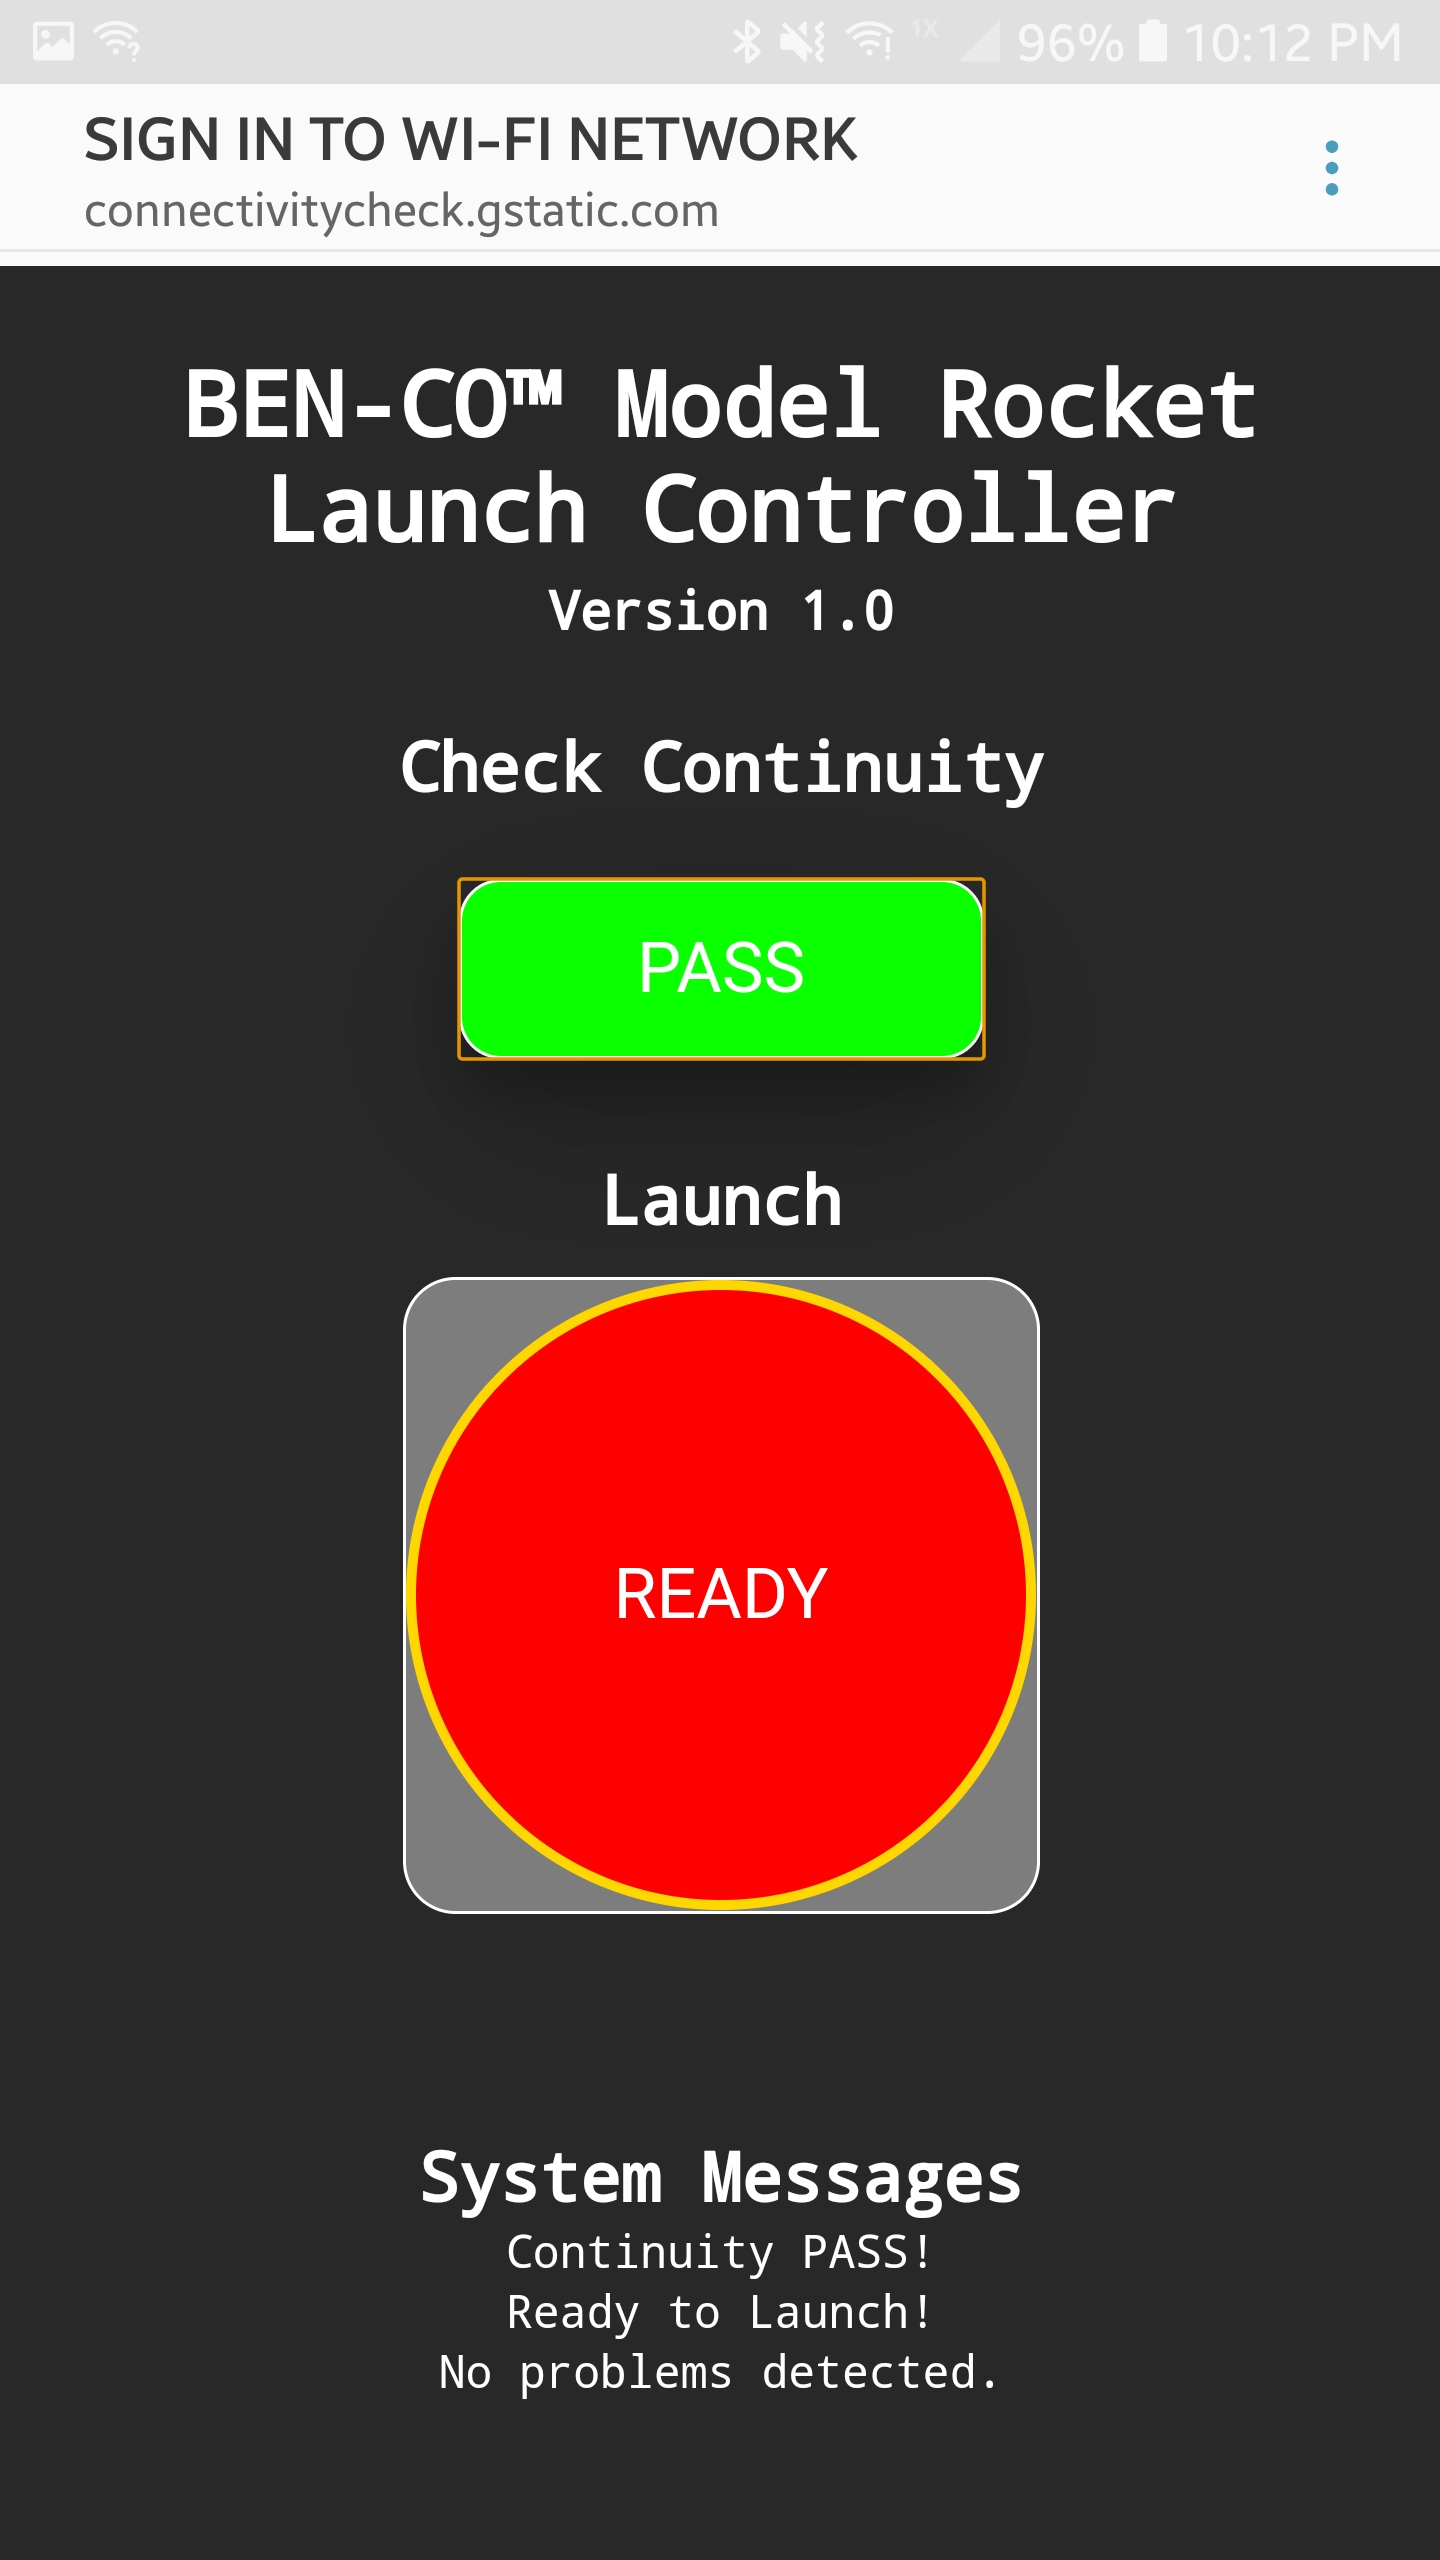 1X 96% 10:12 PM
SIGN IN TO WI-FI NETWORK
connectivitycheck.gstatic.com
BEN-CO™ Model Rocket
Launch Controller
Version 1.0
Check Continuity
PASS
Launch
READY
System Messages
Continuity PASS!
Ready to Launch!
No problems detected.